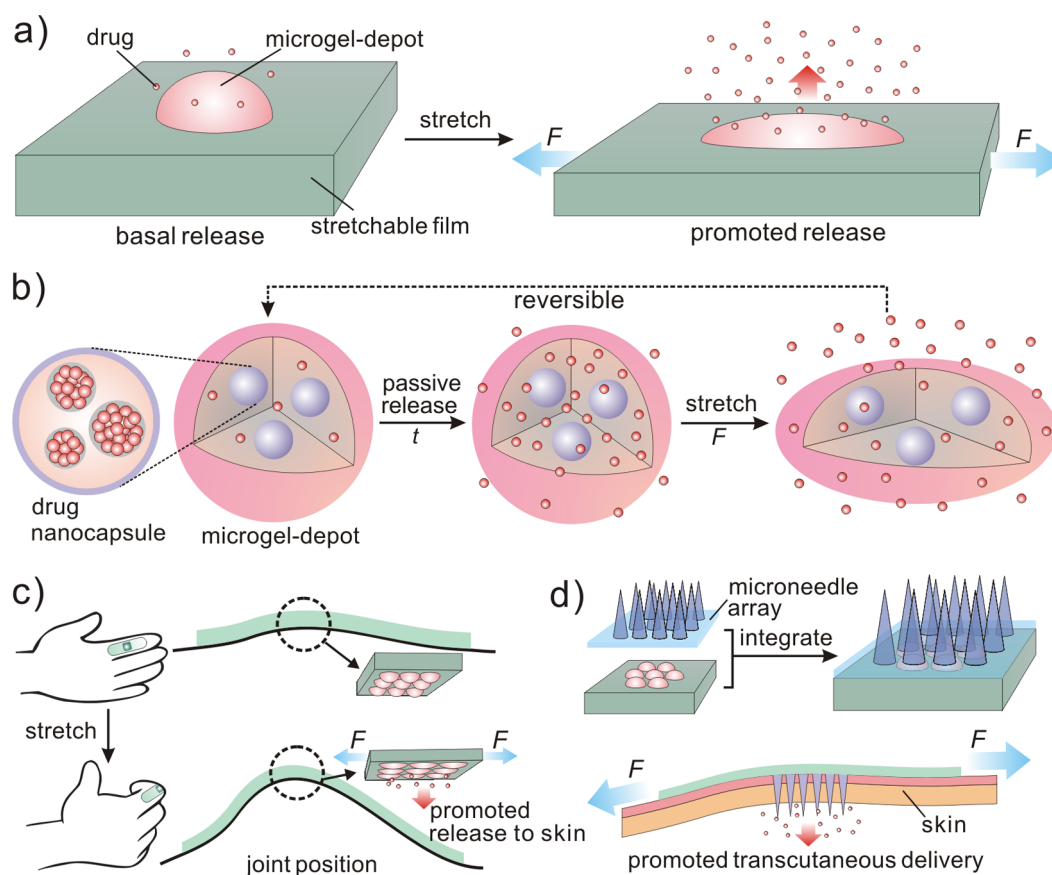 a)
drug
microgel-depot
stretch
F
F
stretchable film
basal release
promoted release
b)
reversible
passive
release
t
stretch
F
drug
nanocapsule
microgel-depot
c)
stretch
F
F
promoted
release to skin
joint position
d)
microneedle
array
integrate
F
F
skin
promoted transcutaneous delivery